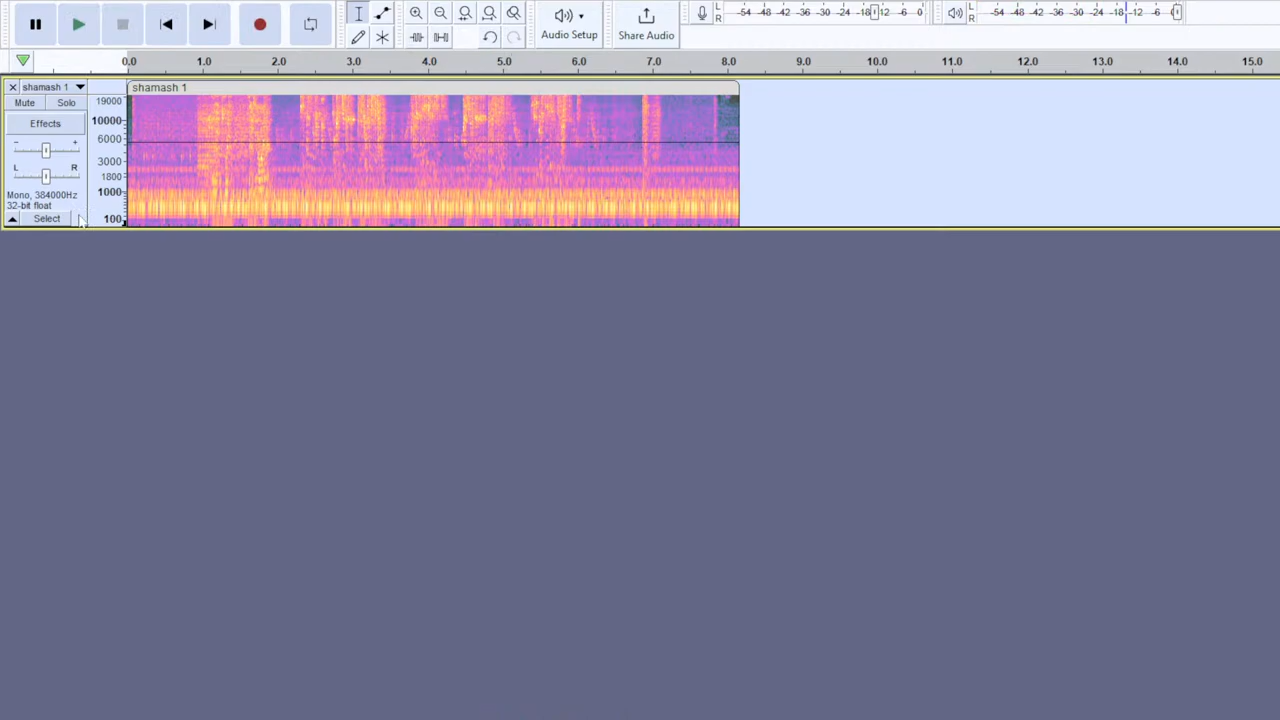 L -54 -48 -42 -36 -30 -24 -18 -12 -6 0
R
L -54 -48 -42 -36 -30 -24 -18 -12 -6 0
R
Audio Setup Share Audio
0.0 1.0 2.0 3.0 4.0 5.0 6.0 7.0 8.0 9.0 10.0 11.0 12.0 13.0 14.0 15.0
shamash 1
shamash 1
Mute Solo
Effects
- +
L R
Mono, 384000Hz
32-bit float
Select
19000
10000
6000
3000
1800
1000
100